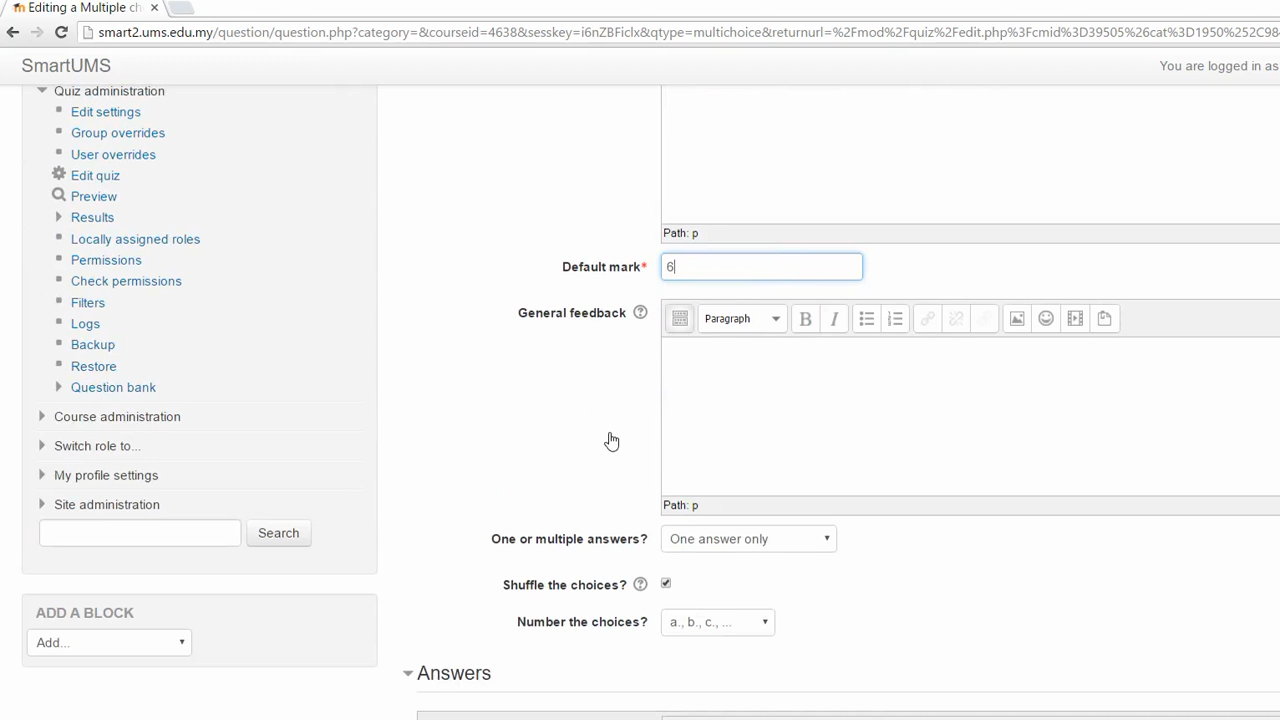 Editing a Multiple ch
smart2.ums.edu.my/question/question.php?category=&courseid=4638&sesskey=i6nZBFiclx&qtype=multichoice&returnurl=%2Fmod%2Fquiz%2Fedit.php%3Fcmid%3D39505%26cat%3D1950%252C98
SmartUMS
You are logged in as
Quiz administration
Edit settings
Group overrides
User overrides
Edit quiz
Preview
Results
Locally assigned roles
Permissions
Check permissions
Filters
Logs
Backup
Restore
Question bank
Course administration
Switch role to...
My profile settings
Site administration
Search
ADD A BLOCK
Add...
Path: p
Default mark* 6
General feedback
Paragraph B I
Path: p
One or multiple answers? One answer only
Shuffle the choices?
Number the choices? a., b., c., ...
Answers